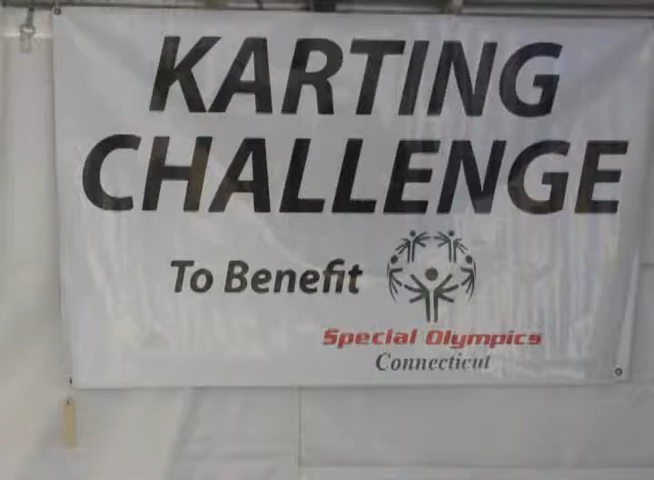 KARTING
CHALLENGE
To Benefit
Special Olympics
Connecticut